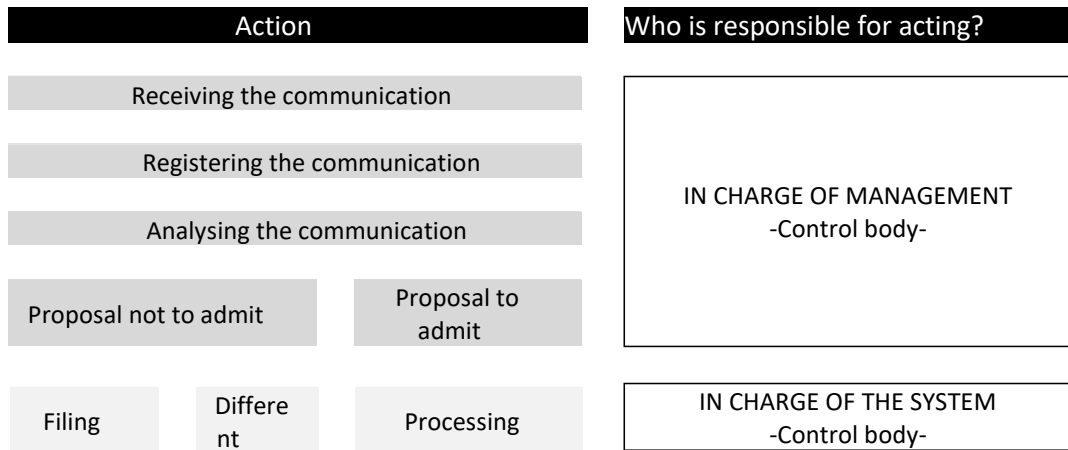 Action
Who is responsible for acting?
Receiving the communication
Registering the communication
Analysing the communication
IN CHARGE OF MANAGEMENT
-Control body-
Proposal not to admit
Proposal to
admit
Filing
Differe
nt
Processing
IN CHARGE OF THE SYSTEM
-Control body-